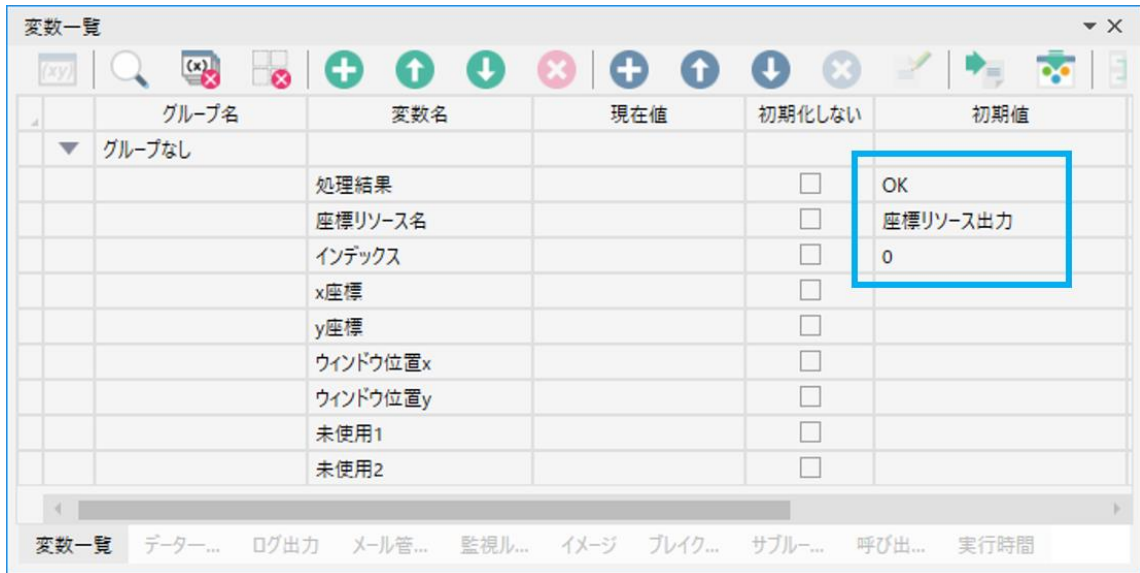 変数一覧
(xy) (x)
グループ名 変数名 現在値 初期化しない 初期値
グループなし
処理結果 OK
座標リソース名 座標リソース出力
インデックス 0
x座標
y座標
ウィンドウ位置x
ウィンドウ位置y
未使用1
未使用2
変数一覧 データー... ログ出力 メール管... 監視ル... イメージ ブレイク... サブルー... 呼び出... 実行時間